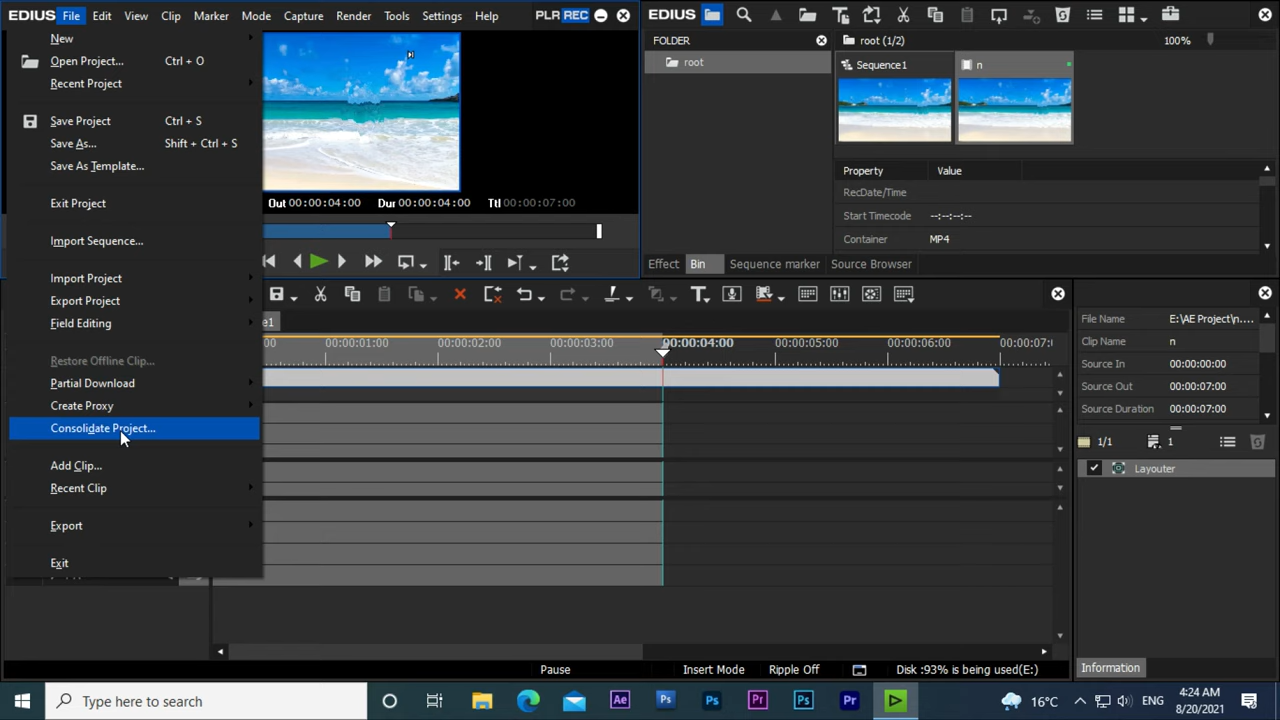 EDIUS File Edit View Clip Marker Mode Capture Render Tools Settings Help PLR REC
New
Open Project... Ctrl + O
Recent Project
Save Project Ctrl + S
Save As... Shift + Ctrl + S
Save As Template...
Exit Project
Import Sequence...
Import Project
Export Project
Field Editing
Restore Offline Clip...
Partial Download
Create Proxy
Consolidate Project...
Add Clip...
Recent Clip
Export
Exit
Out 00:00:04:00 Dur 00:00:04:00 Ttl 00:00:07:00
EDIUS
FOLDER
root
root (1/2) 100%
Sequence1 n
Property Value
RecDate/Time
Start Timecode --:--:--:--
Container MP4
Effect Bin Sequence marker Source Browser
e1
00 00:00:01:00 00:00:02:00 00:00:03:00 00:00:04:00 00:00:05:00 00:00:06:00 00:00:07:
File Name E:\AE Project\n....
Clip Name n
Source In 00:00:00:00
Source Out 00:00:07:00
Source Duration 00:00:07:00
1/1 1
Layouter
Information
Pause Insert Mode Ripple Off Disk :93% is being used(E:)
Type here to search
Ae Ps Ps Pr Ps Pr
16°C ENG
4:24 AM
8/20/2021